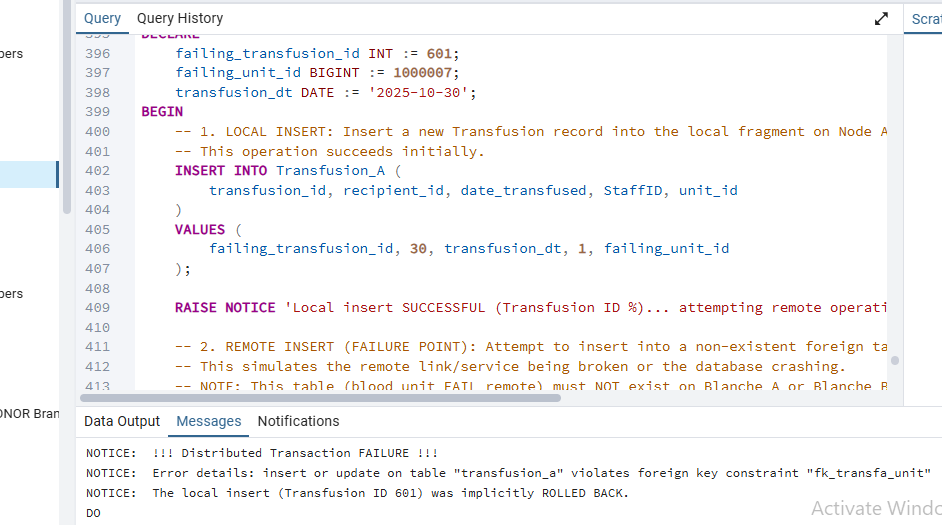 Query Query History
Scrat
pers
395 DECLARE
396 failing_transfusion_id INT := 601;
397 failing_unit_id BIGINT := 1000007;
398 transfusion_dt DATE := '2025-10-30';
399 BEGIN
400 -- 1. LOCAL INSERT: Insert a new Transfusion record into the local fragment on Node A
401 -- This operation succeeds initially.
402 INSERT INTO Transfusion_A (
403 transfusion_id, recipient_id, date_transfused, StaffID, unit_id
404 )
405 VALUES (
406 failing_transfusion_id, 30, transfusion_dt, 1, failing_unit_id
407 );
408
pers
409 RAISE NOTICE 'Local insert SUCCESSFUL (Transfusion ID %)... attempting remote operati
410
411 -- 2. REMOTE INSERT (FAILURE POINT): Attempt to insert into a non-existent foreign ta
412 -- This simulates the remote link/service being broken or the database crashing.
413 -- NOTE: This table (blood_unit_FAIL_remote) must NOT exist on Blanche_A or Blanche_B
ONOR Bran
Data Output Messages Notifications
NOTICE: !!! Distributed Transaction FAILURE !!!
NOTICE: Error details: insert or update on table "transfusion_a" violates foreign key constraint "fk_transfa_unit"
NOTICE: The local insert (Transfusion ID 601) was implicitly ROLLED BACK.
DO
Activate Windo